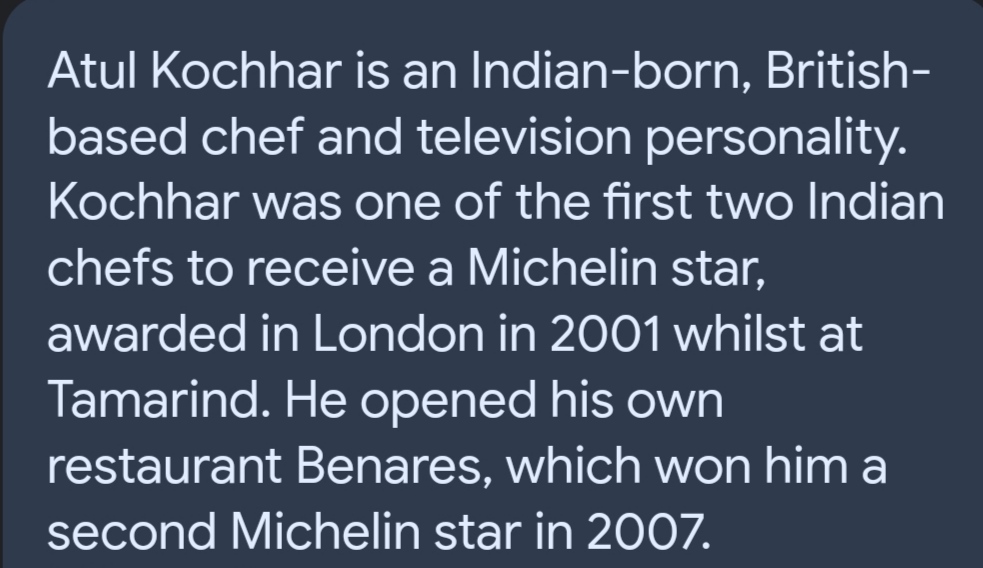 Atul Kochhar is an Indian-born, British-
based chef and television personality.
Kochhar was one of the first two Indian
chefs to receive a Michelin star,
awarded in London in 2001 whilst at
Tamarind. He opened his own
restaurant Benares, which won him a
second Michelin star in 2007.